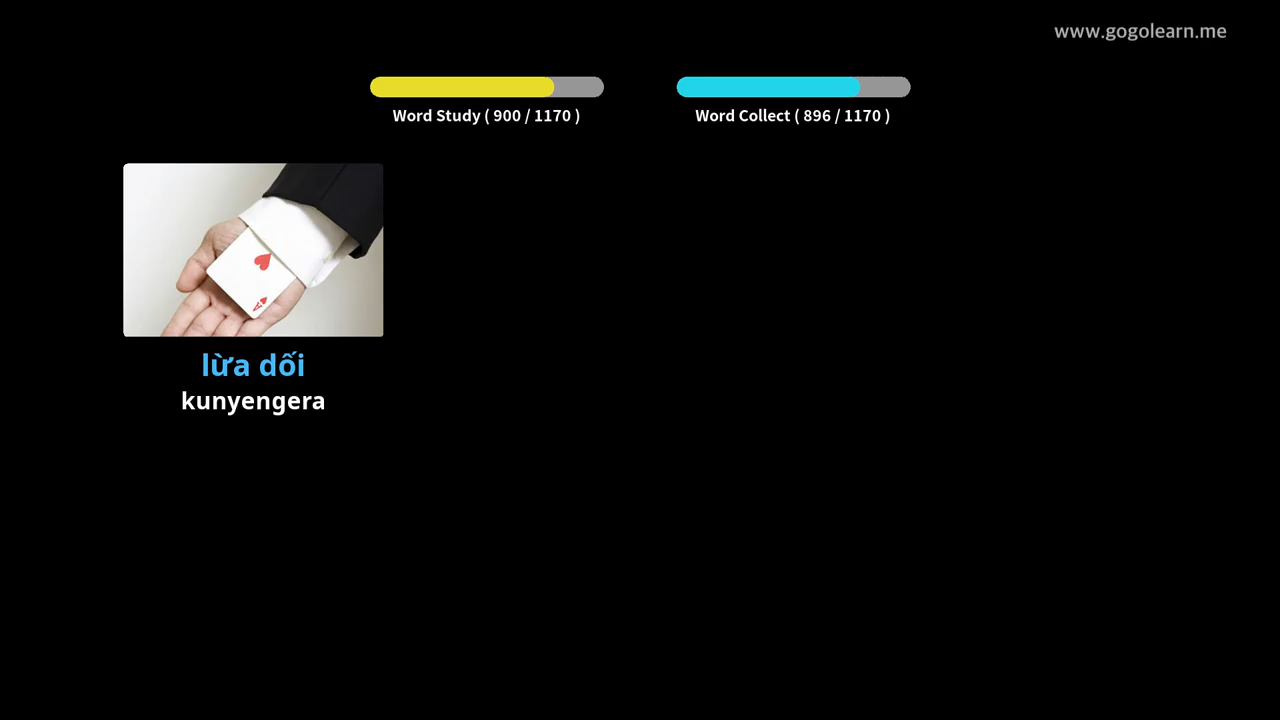 www.gogolearn.me
Word Study ( 900 / 1170 )
Word Collect ( 896 / 1170 )
A
lừa dối
kunyengera